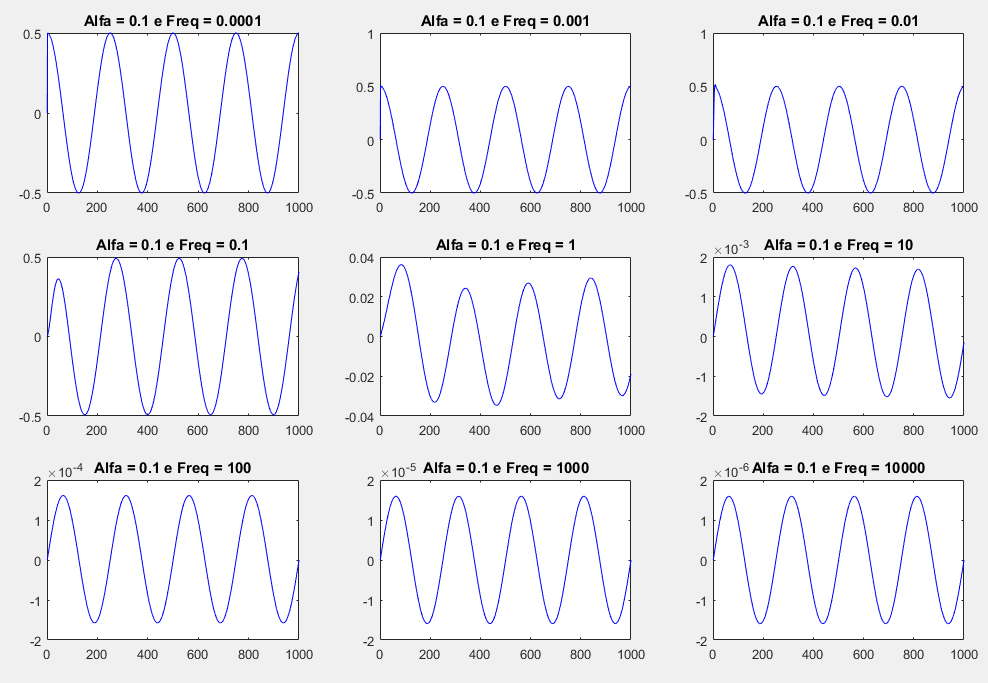 Alfa = 0.1 e Freq = 0.0001
0.5
0
-0.5
0 200 400 600 800 1000
Alfa = 0.1 e Freq = 0.001
1
0.5
0
-0.5
0 200 400 600 800 1000
Alfa = 0.1 e Freq = 0.01
1
0.5
0
-0.5
0 200 400 600 800 1000
Alfa = 0.1 e Freq = 0.1
0.5
0
-0.5
0 200 400 600 800 1000
Alfa = 0.1 e Freq = 1
0.04
0.02
0
-0.02
-0.04
0 200 400 600 800 1000
×10⁻³ Alfa = 0.1 e Freq = 10
2
1
0
-1
-2
0 200 400 600 800 1000
×10⁻⁴ Alfa = 0.1 e Freq = 100
2
1
0
-1
-2
0 200 400 600 800 1000
×10⁻⁵ Alfa = 0.1 e Freq = 1000
2
1
0
-1
-2
0 200 400 600 800 1000
×10⁻⁶ Alfa = 0.1 e Freq = 10000
2
1
0
-1
-2
0 200 400 600 800 1000